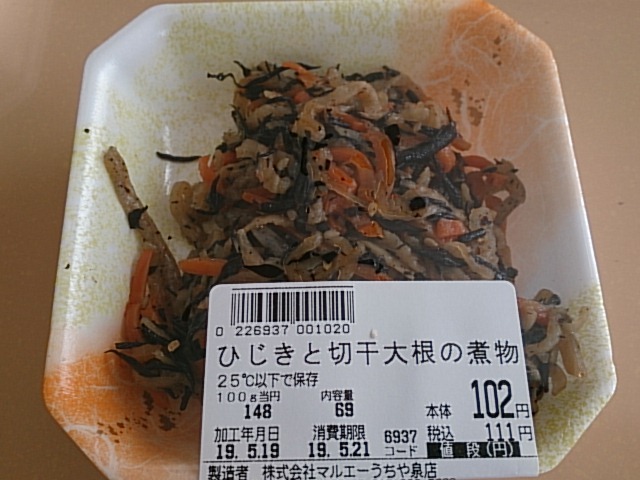 0 226937 001020
ひじきと切干大根の煮物
25℃以下で保存
100g当円 内容量 本体 102円
148 69
加工年月日 消費期限 6937 税込 111円
19.5.19 19.5.21 コード 値段(円)
製造者 株式会社マルエーうちや泉店